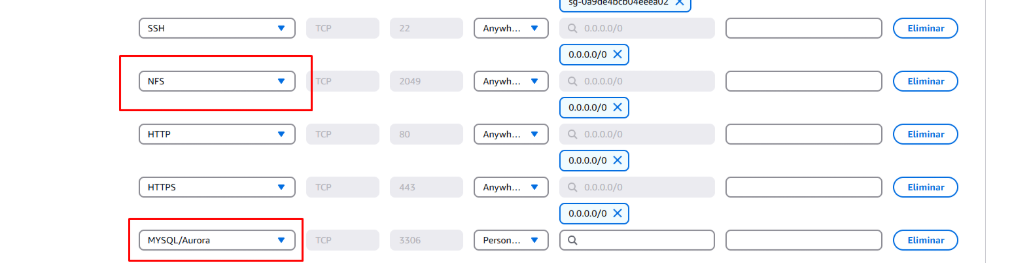 sg-0a9de4bcb04eeea02
SSH TCP 22 Anywh... 0.0.0.0/0 Eliminar
0.0.0.0/0
NFS TCP 2049 Anywh... 0.0.0.0/0 Eliminar
0.0.0.0/0
HTTP TCP 80 Anywh... 0.0.0.0/0 Eliminar
0.0.0.0/0
HTTPS TCP 443 Anywh... 0.0.0.0/0 Eliminar
0.0.0.0/0
MYSQL/Aurora TCP 3306 Person... Eliminar